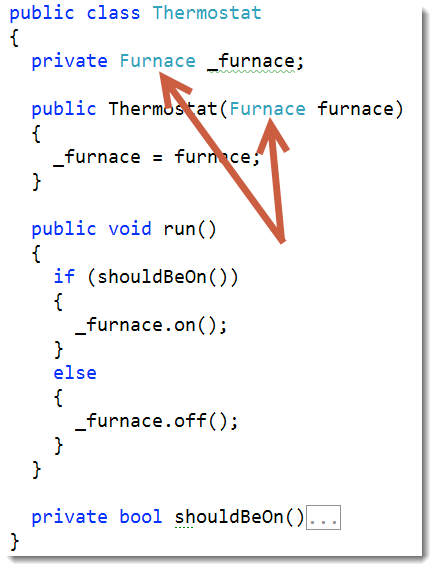 public class Thermostat
{
private Furnace _furnace;
public Thermostat(Furnace furnace)
{
_furnace = furnace;
}
public void run()
{
if (shouldBeOn())
{
_furnace.on();
}
else
{
_furnace.off();
}
}
private bool shouldBeOn()...
}